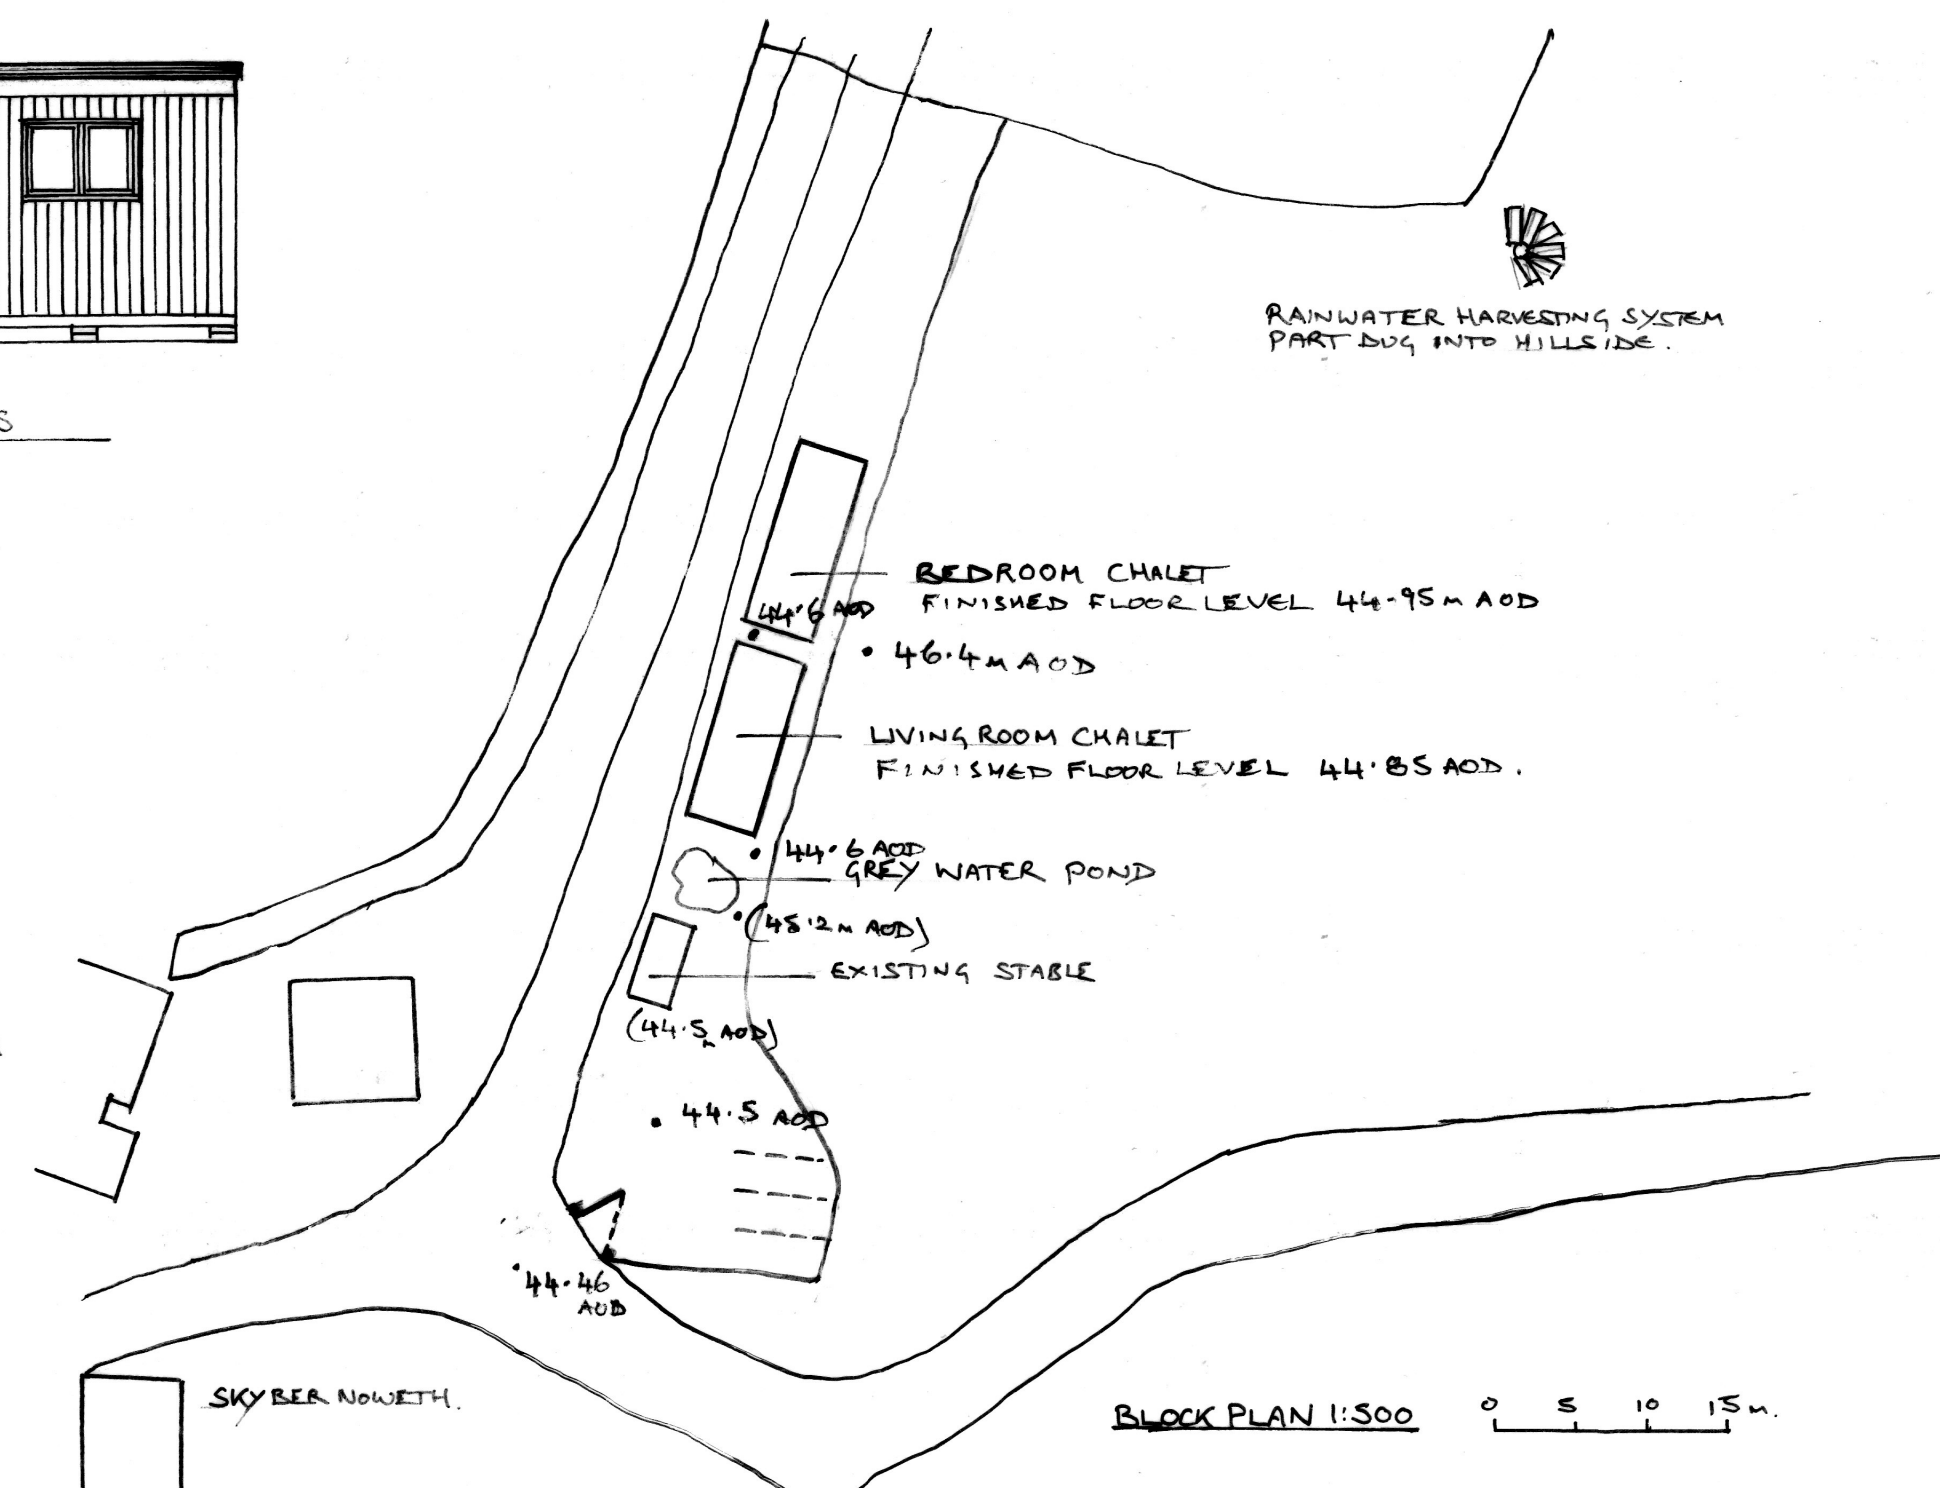 S
RAINWATER HARVESTING SYSTEM
PART DUG INTO HILLSIDE.
BEDROOM CHALET
FINISHED FLOOR LEVEL 44.95m AOD
44.6 AOD
46.4m AOD
LIVING ROOM CHALET
FINISHED FLOOR LEVEL 44.85 AOD.
44.6 AOD
GREY WATER POND
(45.2m AOD)
EXISTING STABLE
(44.5m AOD)
44.5 AOD
44.46
AOD
SKYBER NOWETH.
BLOCK PLAN 1:500
0 5 10 15m.